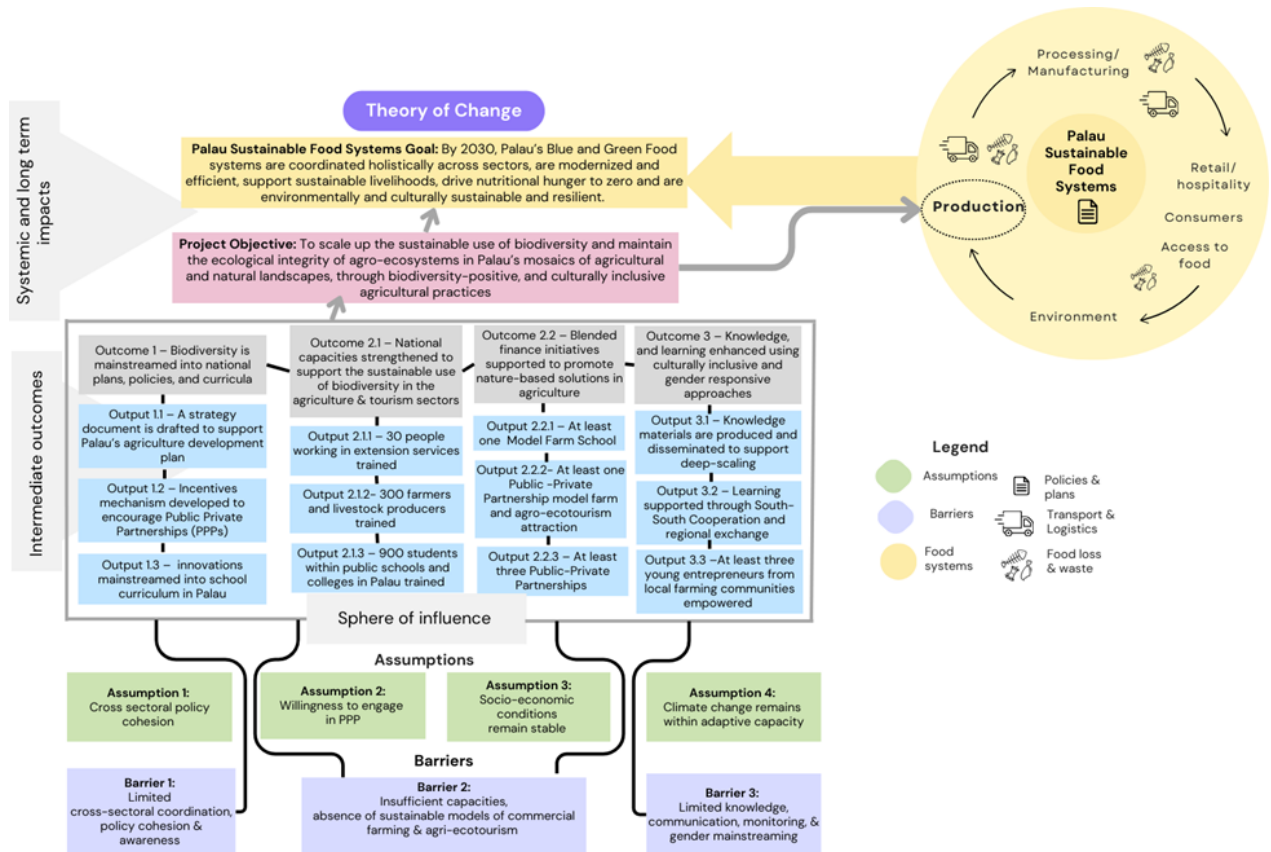 Theory of Change
Palau Sustainable Food Systems Goal: By 2030, Palau's Blue and Green Food
systems are coordinated holistically across sectors, are modernized and
efficient, support sustainable livelihoods, drive nutritional hunger to zero and are
environmentally and culturally sustainable and resilient.
Project Objective: To scale up the sustainable use of biodiversity and maintain
the ecological integrity of agro-ecosystems in Palau's mosaics of agricultural
and natural landscapes, through biodiversity-positive, and culturally inclusive
agricultural practices
Systemic and long term
impacts
Processing/
Manufacturing
Palau
Sustainable
Food
Systems
Retail/
hospitality
Consumers
Access to
food
Environment
Production
Intermediate outcomes
Outcome 1 – Biodiversity is
mainstreamed into national
plans, policies, and curricula
Output 1.1 – A strategy
document is drafted to support
Palau's agriculture development
plan
Output 1.2 – Incentives
mechanism developed to
encourage Public Private
Partnerships (PPPs)
Output 1.3 – innovations
mainstreamed into school
curriculum in Palau
Outcome 2.1 – National
capacities strengthened to
support the sustainable use
of biodiversity in the
agriculture & tourism sectors
Output 2.1.1 – 30 people
working in extension services
trained
Output 2.1.2- 300 farmers
and livestock producers
trained
Output 2.1.3 – 900 students
within public schools and
colleges in Palau trained
Outcome 2.2 – Blended
finance initiatives
supported to promote
nature-based solutions in
agriculture
Output 2.2.1 – At least
one Model Farm School
Output 2.2.2- At least one
Public -Private
Partnership model farm
and agro-ecotourism
attraction
Output 2.2.3 – At least
three Public-Private
Partnerships
Outcome 3 – Knowledge,
and learning enhanced using
culturally inclusive and
gender responsive
approaches
Output 3.1 – Knowledge
materials are produced and
disseminated to support
deep-scaling
Output 3.2 – Learning
supported through South-
South Cooperation and
regional exchange
Output 3.3 –At least three
young entrepreneurs from
local farming communities
empowered
Sphere of influence
Legend
Assumptions
Barriers
Food
systems
Policies &
plans
Transport &
Logistics
Food loss
& waste
Assumptions
Assumption 1:
Cross sectoral policy
cohesion
Assumption 2:
Willingness to engage
in PPP
Assumption 3:
Socio-economic
conditions
remain stable
Assumption 4:
Climate change remains
within adaptive capacity
Barriers
Barrier 1:
Limited
cross-sectoral coordination,
policy cohesion &
awareness
Barrier 2:
Insufficient capacities,
absence of sustainable models of commercial
farming & agri-ecotourism
Barrier 3:
Limited knowledge,
communication, monitoring, &
gender mainstreaming